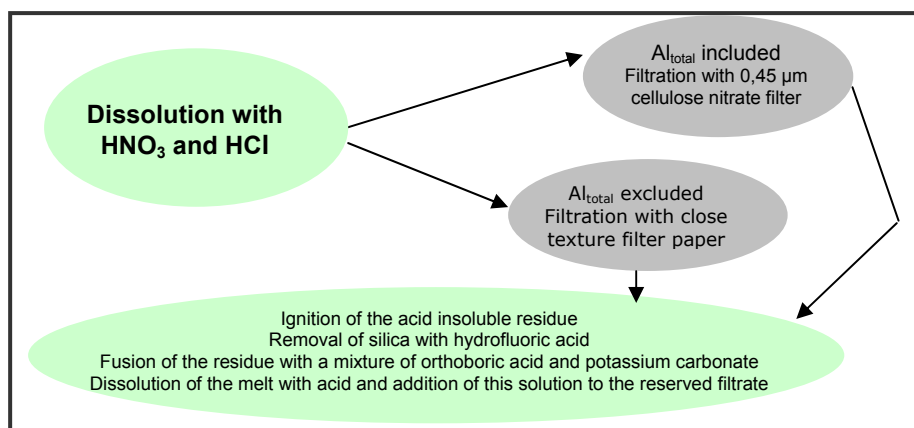 Dissolution with
HNO₃ and HCl
Al_total included
Filtration with 0,45 µm
cellulose nitrate filter
Al_total excluded
Filtration with close
texture filter paper
Ignition of the acid insoluble residue
Removal of silica with hydrofluoric acid
Fusion of the residue with a mixture of orthoboric acid and potassium carbonate
Dissolution of the melt with acid and addition of this solution to the reserved filtrate